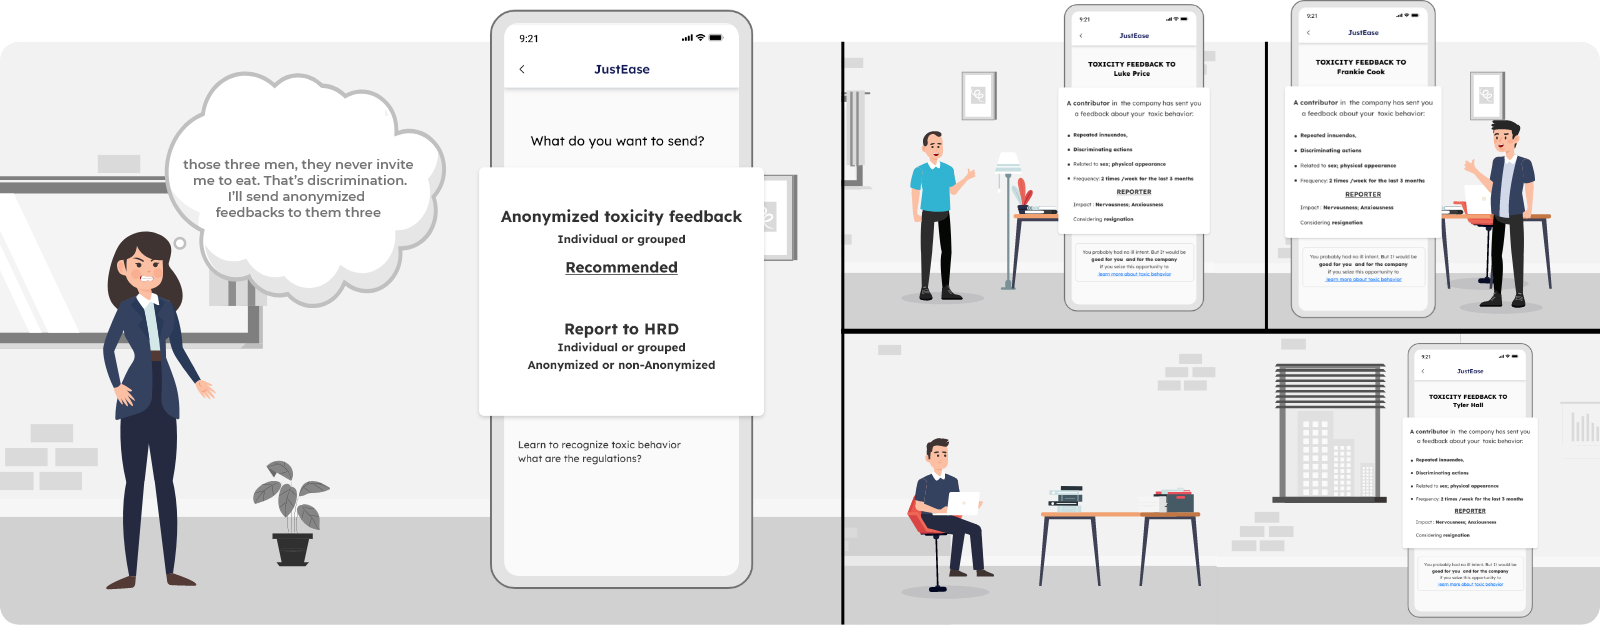 those three men, they never invite
me to eat. That's discrimination.
I'll send anonymized
feedbacks to them three
9:21
JustEase
What do you want to send?
Anonymized toxicity feedback
Individual or grouped
Recommended
Report to HRD
Individual or grouped
Anonymized or non-Anonymized
Learn to recognize toxic behavior
what are the regulations?
9:21
JustEase
TOXICITY FEEDBACK TO
Luke Price
A contributor in the company has sent you
a feedback about your toxic behavior:
• Repeated innuendos,
• Discriminating actions
• Related to sex; physical appearance
• Frequency: 2 times /week for the last 3 months
REPORTER
Impact: Nervousness; Anxiousness
Considering resignation
You probably had no ill intent. But It would be
good for you and for the company
if you seize this opportunity to
learn more about toxic behavior
9:21
JustEase
TOXICITY FEEDBACK TO
Frankie Cook
A contributor in the company has sent you
a feedback about your toxic behavior:
• Repeated innuendos,
• Discriminating actions
• Related to sex; physical appearance
• Frequency: 2 times /week for the last 3 months
REPORTER
Impact: Nervousness; Anxiousness
Considering resignation
You probably had no ill intent. But It would be
good for you and for the company
if you seize this opportunity to
learn more about toxic behavior
9:21
JustEase
TOXICITY FEEDBACK TO
Tyler Hall
A contributor in the company has sent you
a feedback about your toxic behavior:
• Repeated innuendos,
• Discriminating actions
• Related to sex; physical appearance
• Frequency: 2 times /week for the last 3 months
REPORTER
Impact: Nervousness; Anxiousness
Considering resignation
You probably had no ill intent. But It would be
good for you and for the company
if you seize this opportunity to
learn more about toxic behavior